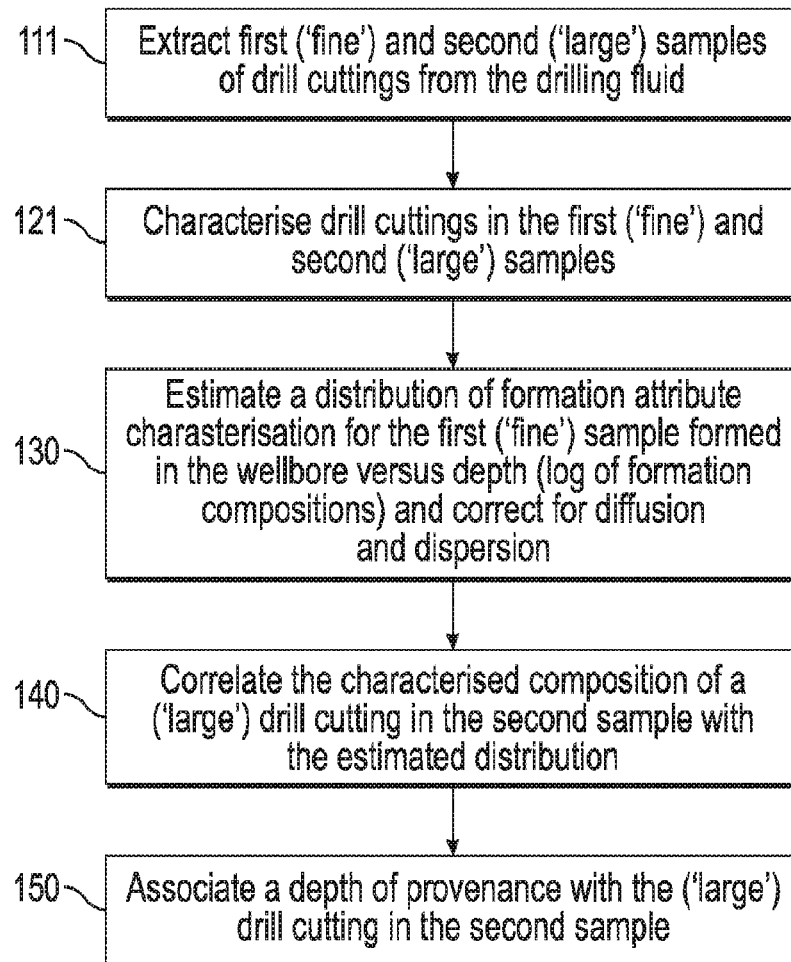 111
Extract first ('fine') and second ('large') samples
of drill cuttings from the drilling fluid
121
Characterise drill cuttings in the first ('fine') and
second ('large') samples
130
Estimate a distribution of formation attribute
charasterisation for the first ('fine') sample formed
in the wellbore versus depth (log of formation
compositions) and correct for diffusion
and dispersion
140
Correlate the characterised composition of a
('large') drill cutting in the second sample with
the estimated distribution
150
Associate a depth of provenance with the ('large')
drill cutting in the second sample